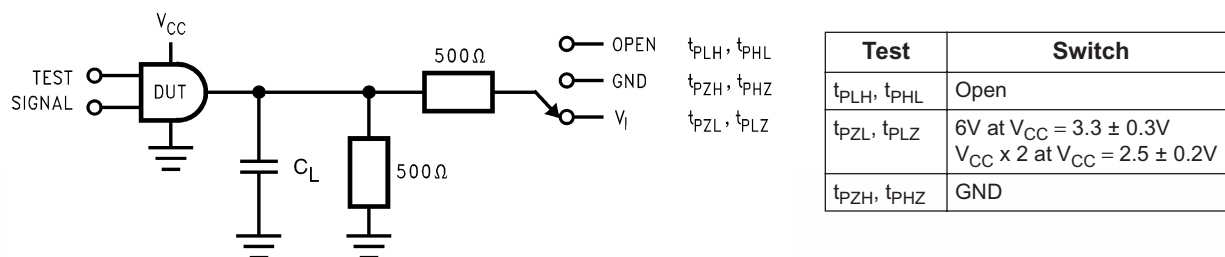 V_CC
TEST
SIGNAL
DUT
C_L
500Ω
500Ω
OPEN t_PLH, t_PHL
GND t_PZH, t_PHZ
V_I t_PZL, t_PLZ
Test Switch
t_PLH, t_PHL Open
t_PZL, t_PLZ 6V at V_CC = 3.3 ± 0.3V
V_CC x 2 at V_CC = 2.5 ± 0.2V
t_PZH, t_PHZ GND